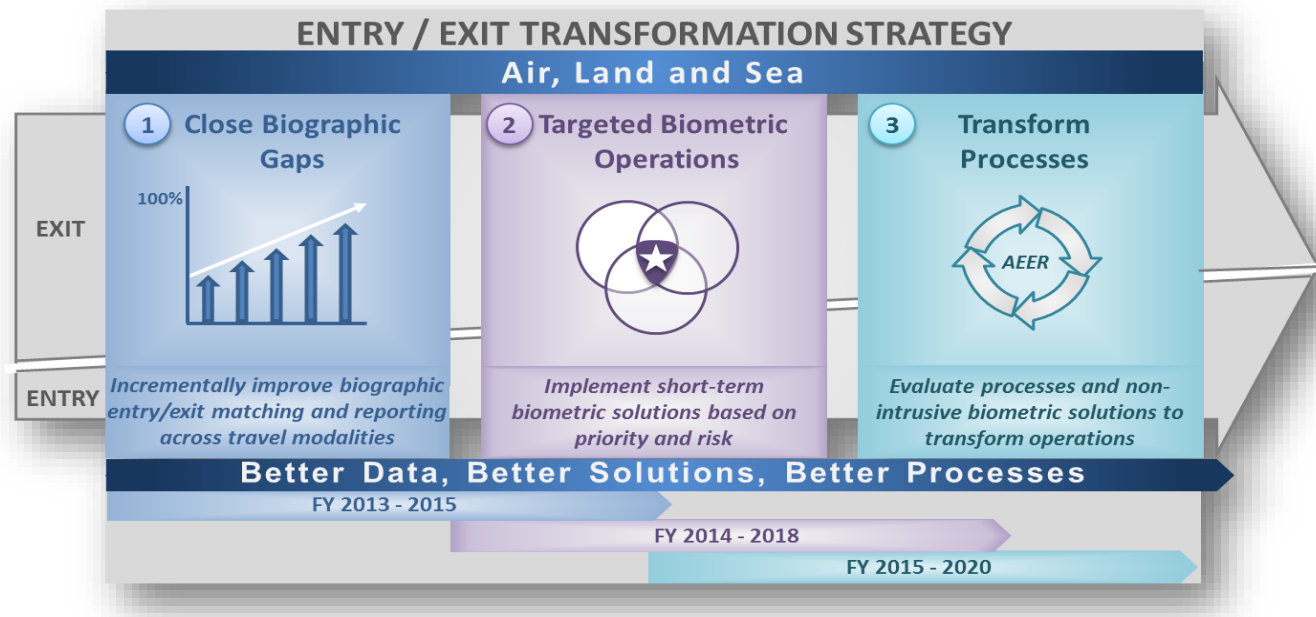 ENTRY / EXIT TRANSFORMATION STRATEGY
Air, Land and Sea
EXIT
ENTRY
1
Close Biographic
Gaps
100%
Incrementally improve biographic
entry/exit matching and reporting
across travel modalities
2
Targeted Biometric
Operations
Implement short-term
biometric solutions based on
priority and risk
3
Transform
Processes
AEER
Evaluate processes and non-
intrusive biometric solutions to
transform operations
Better Data, Better Solutions, Better Processes
FY 2013 - 2015
FY 2014 - 2018
FY 2015 - 2020